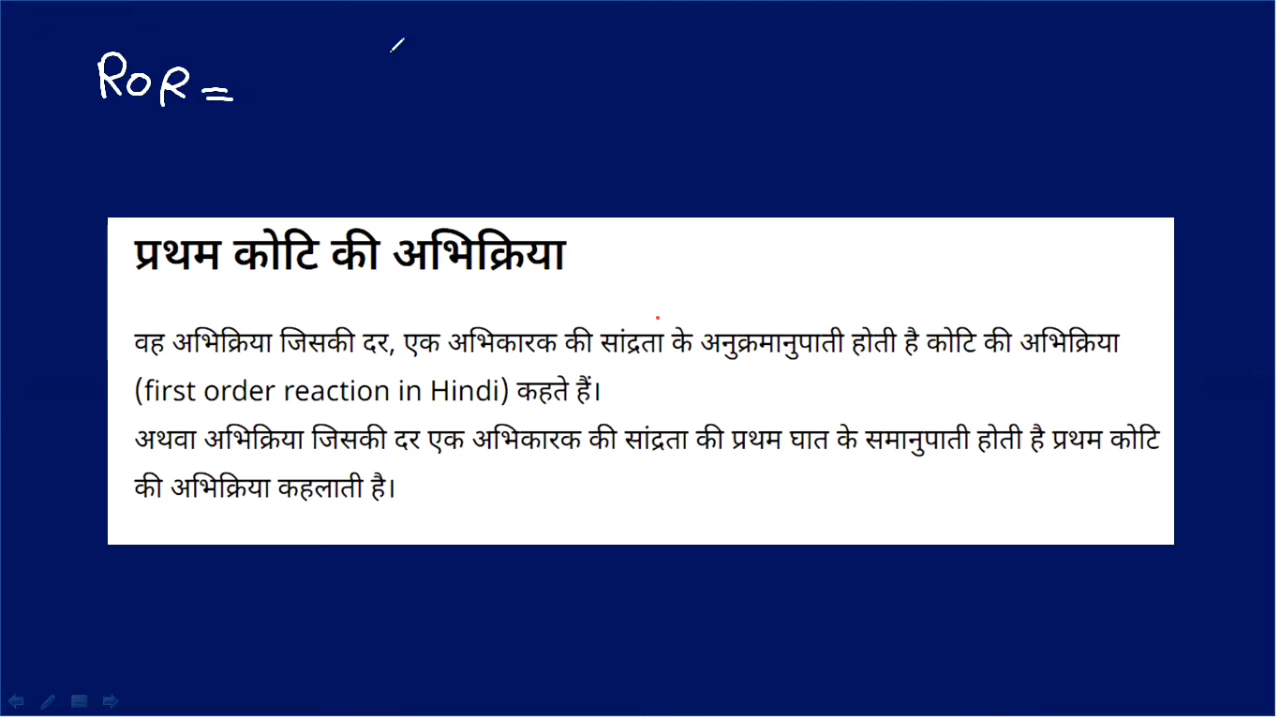 ROR =
प्रथम कोटि की अभिक्रिया
वह अभिक्रिया जिसकी दर, एक अभिकारक की सांद्रता के अनुक्रमानुपाती होती है कोटि की अभिक्रिया
(first order reaction in Hindi) कहते हैं।
अथवा अभिक्रिया जिसकी दर एक अभिकारक की सांद्रता की प्रथम घात के समानुपाती होती है प्रथम कोटि
की अभिक्रिया कहलाती है।